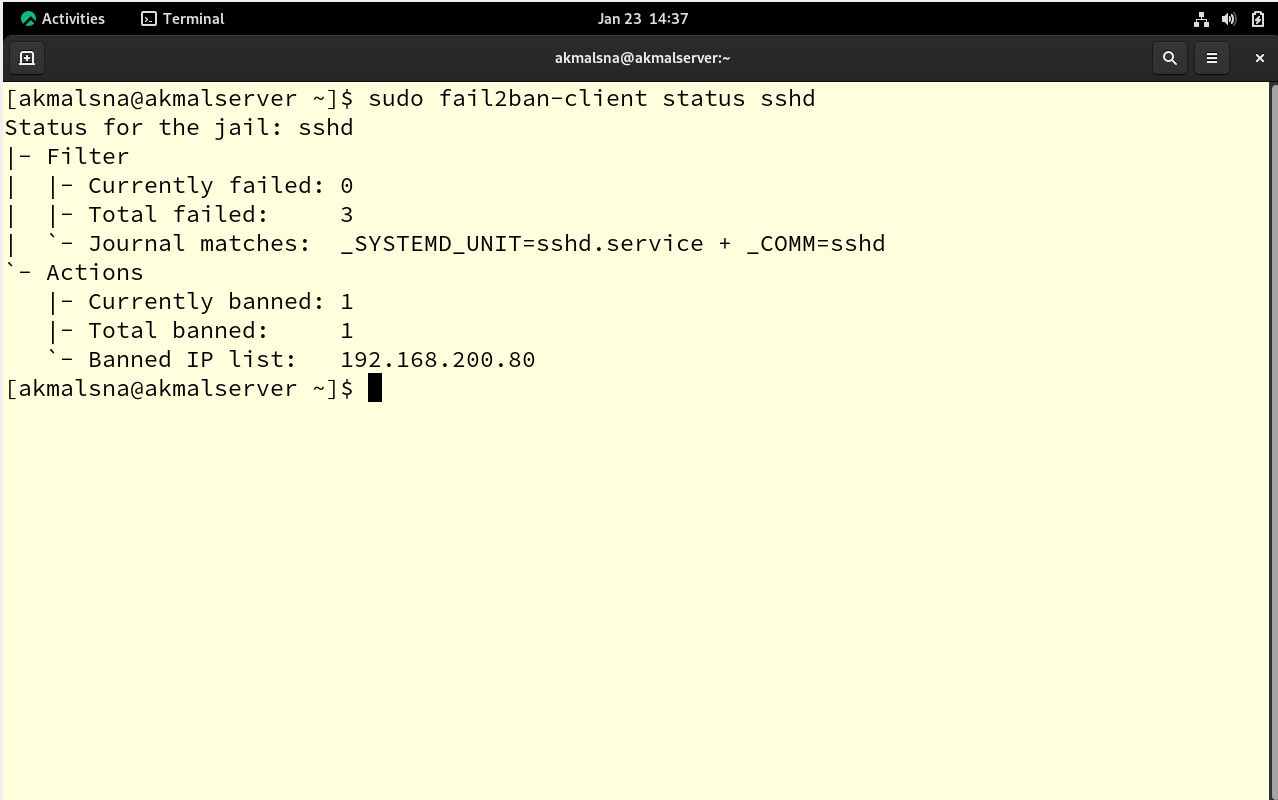 Activities Terminal Jan 23 14:37
akmalsna@akmalserver:~
[akmalsna@akmalserver ~]$ sudo fail2ban-client status sshd
Status for the jail: sshd
|- Filter
|  |- Currently failed: 0
|  |- Total failed:     3
|  `- Journal matches:  _SYSTEMD_UNIT=sshd.service + _COMM=sshd
`- Actions
   |- Currently banned: 1
   |- Total banned:     1
   `- Banned IP list:   192.168.200.80
[akmalsna@akmalserver ~]$